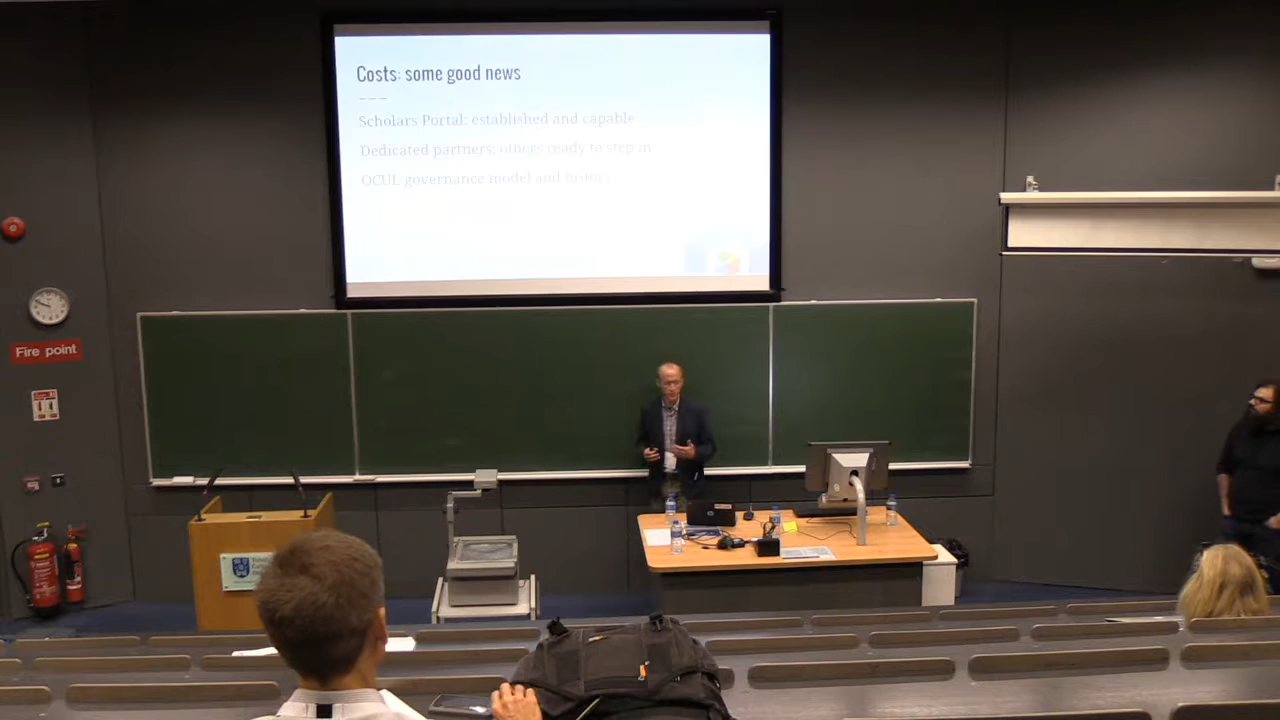 Costs: some good news
Scholars Portal: established and capable
Dedicated partners; others ready to step in
OCUL governance model and history
Fire point